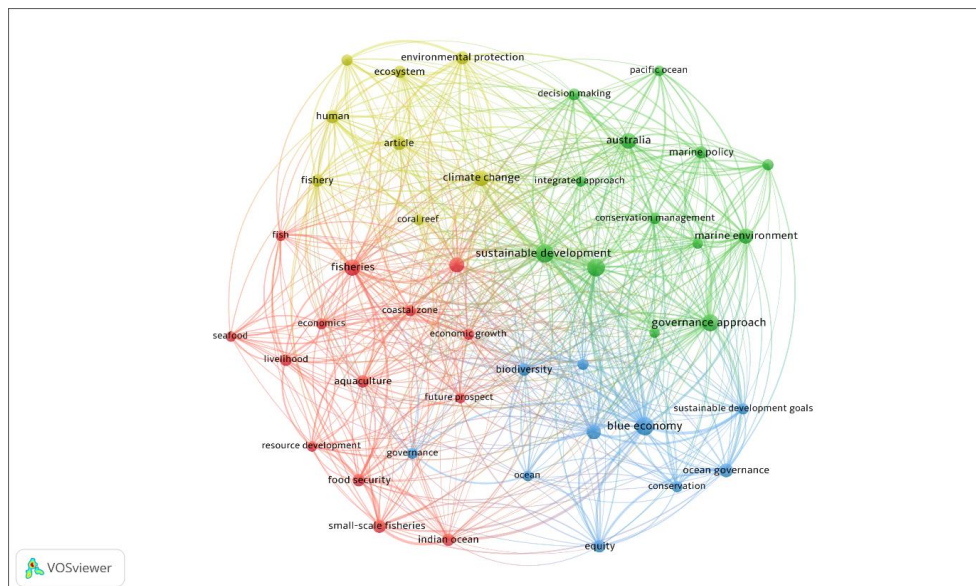 environmental protection
pacific ocean
ecosystem
decision making
human
article
australia
marine policy
climate change
integrated approach
fishery
coral reef
conservation management
fish
marine environment
sustainable development
fisheries
coastal zone
economics
governance approach
seafood
economic growth
livelihood
biodiversity
aquaculture
future prospect
sustainable development goals
blue economy
resource development
governance
ocean
ocean governance
food security
conservation
small-scale fisheries
indian ocean
equity
VOSviewer